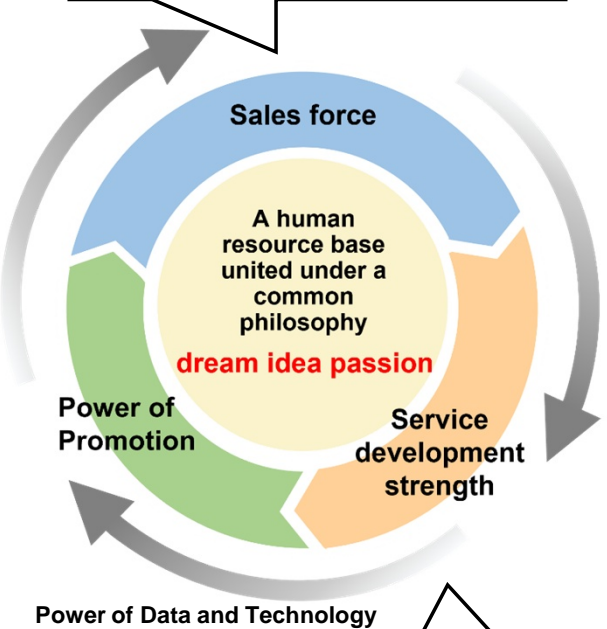 Sales force
A human
resource base
united under a
common
philosophy
dream idea passion
Power of
Promotion
Service
development
strength
Power of Data and Technology